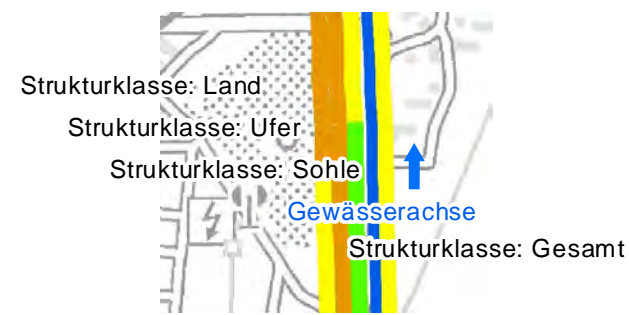 Strukturklasse: Land
Strukturklasse: Ufer
Strukturklasse: Sohle
Gewässerachse
Strukturklasse: Gesamt